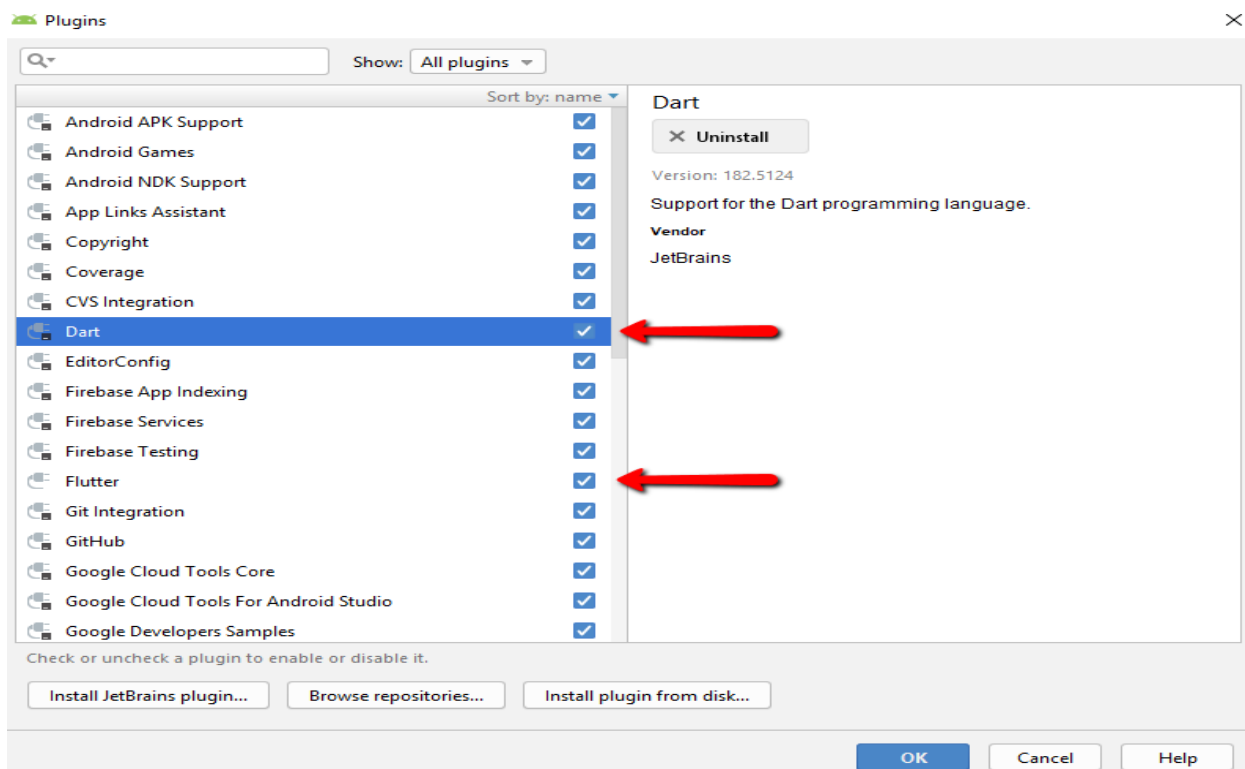 Plugins
Show: All plugins
Sort by: name
Android APK Support
Android Games
Android NDK Support
App Links Assistant
Copyright
Coverage
CVS Integration
Dart
EditorConfig
Firebase App Indexing
Firebase Services
Firebase Testing
Flutter
Git Integration
GitHub
Google Cloud Tools Core
Google Cloud Tools For Android Studio
Google Developers Samples
Check or uncheck a plugin to enable or disable it.
Install JetBrains plugin... Browse repositories... Install plugin from disk...
Dart
Uninstall
Version: 182.5124
Support for the Dart programming language.
Vendor
JetBrains
OK Cancel Help